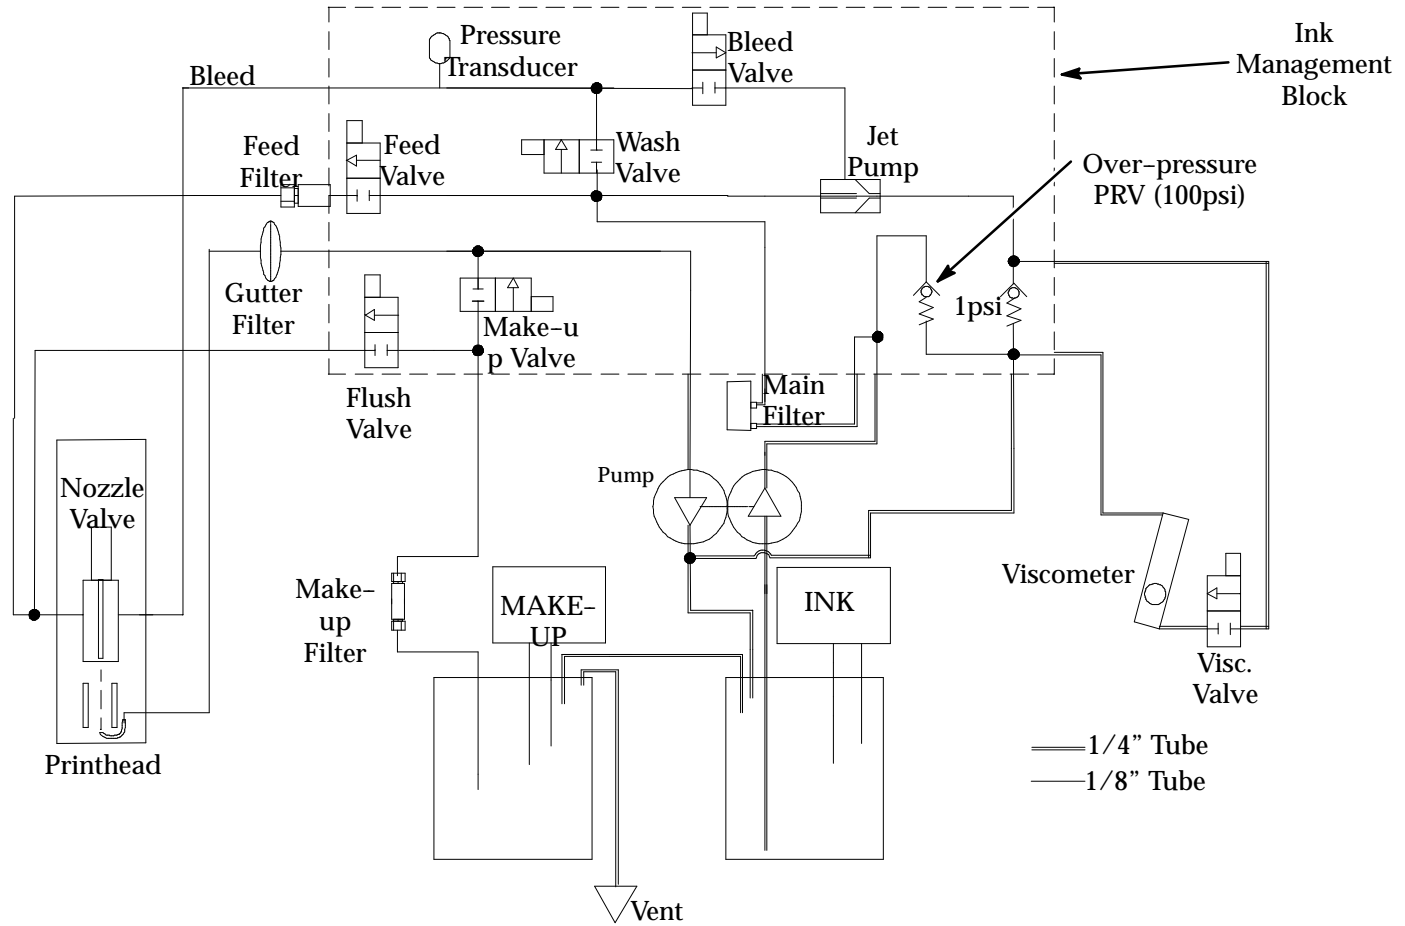 Pressure
Transducer
Bleed
Valve
Ink
Management
Block
Bleed
Feed
Filter
Feed
Valve
Wash
Valve
Jet
Pump
Over-pressure
PRV (100psi)
Gutter
Filter
Make-u
p Valve
1psi
Flush
Valve
Main
Filter
Pump
Nozzle
Valve
Make-
up
Filter
MAKE-
UP
INK
Viscometer
Visc.
Valve
Printhead
1/4” Tube
1/8” Tube
Vent